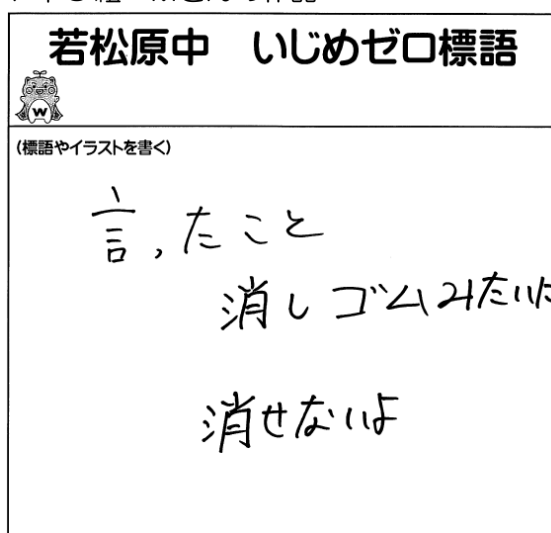 若松原中 いじめゼロ標語
W
(標語やイラストを書く)
言ったこと
消しゴムみたいに
消せないよ